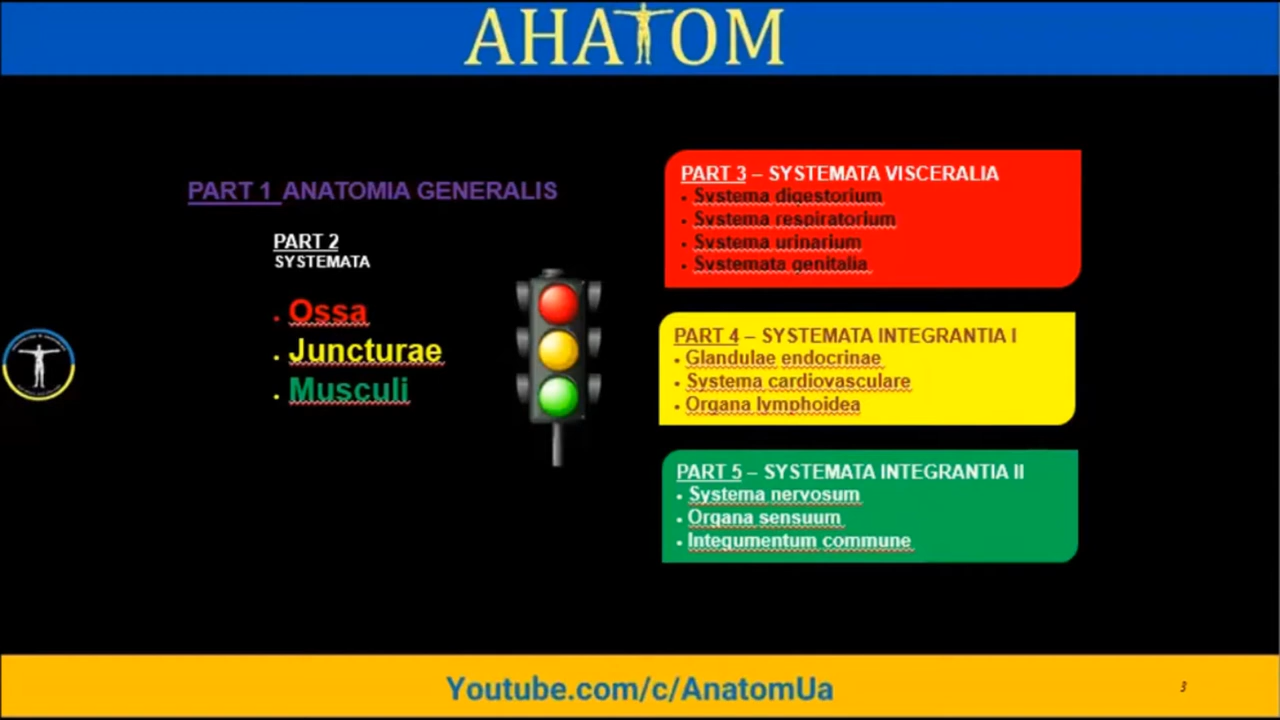 АНАТОМ
PART 1 ANATOMIA GENERALIS
PART 2
SYSTEMATA
• Ossa
• Juncturae
• Musculi
PART 3 – SYSTEMATA VISCERALIA
• Systema digestorium
• Systema respiratorium
• Systema urinarium
• Systemata genitalia
PART 4 – SYSTEMATA INTEGRANTIA I
• Glandulae endocrinae
• Systema cardiovasculare
• Organa lymphoidea
PART 5 – SYSTEMATA INTEGRANTIA II
• Systema nervosum
• Organa sensuum
• Integumentum commune
Youtube.com/c/AnatomUa
3